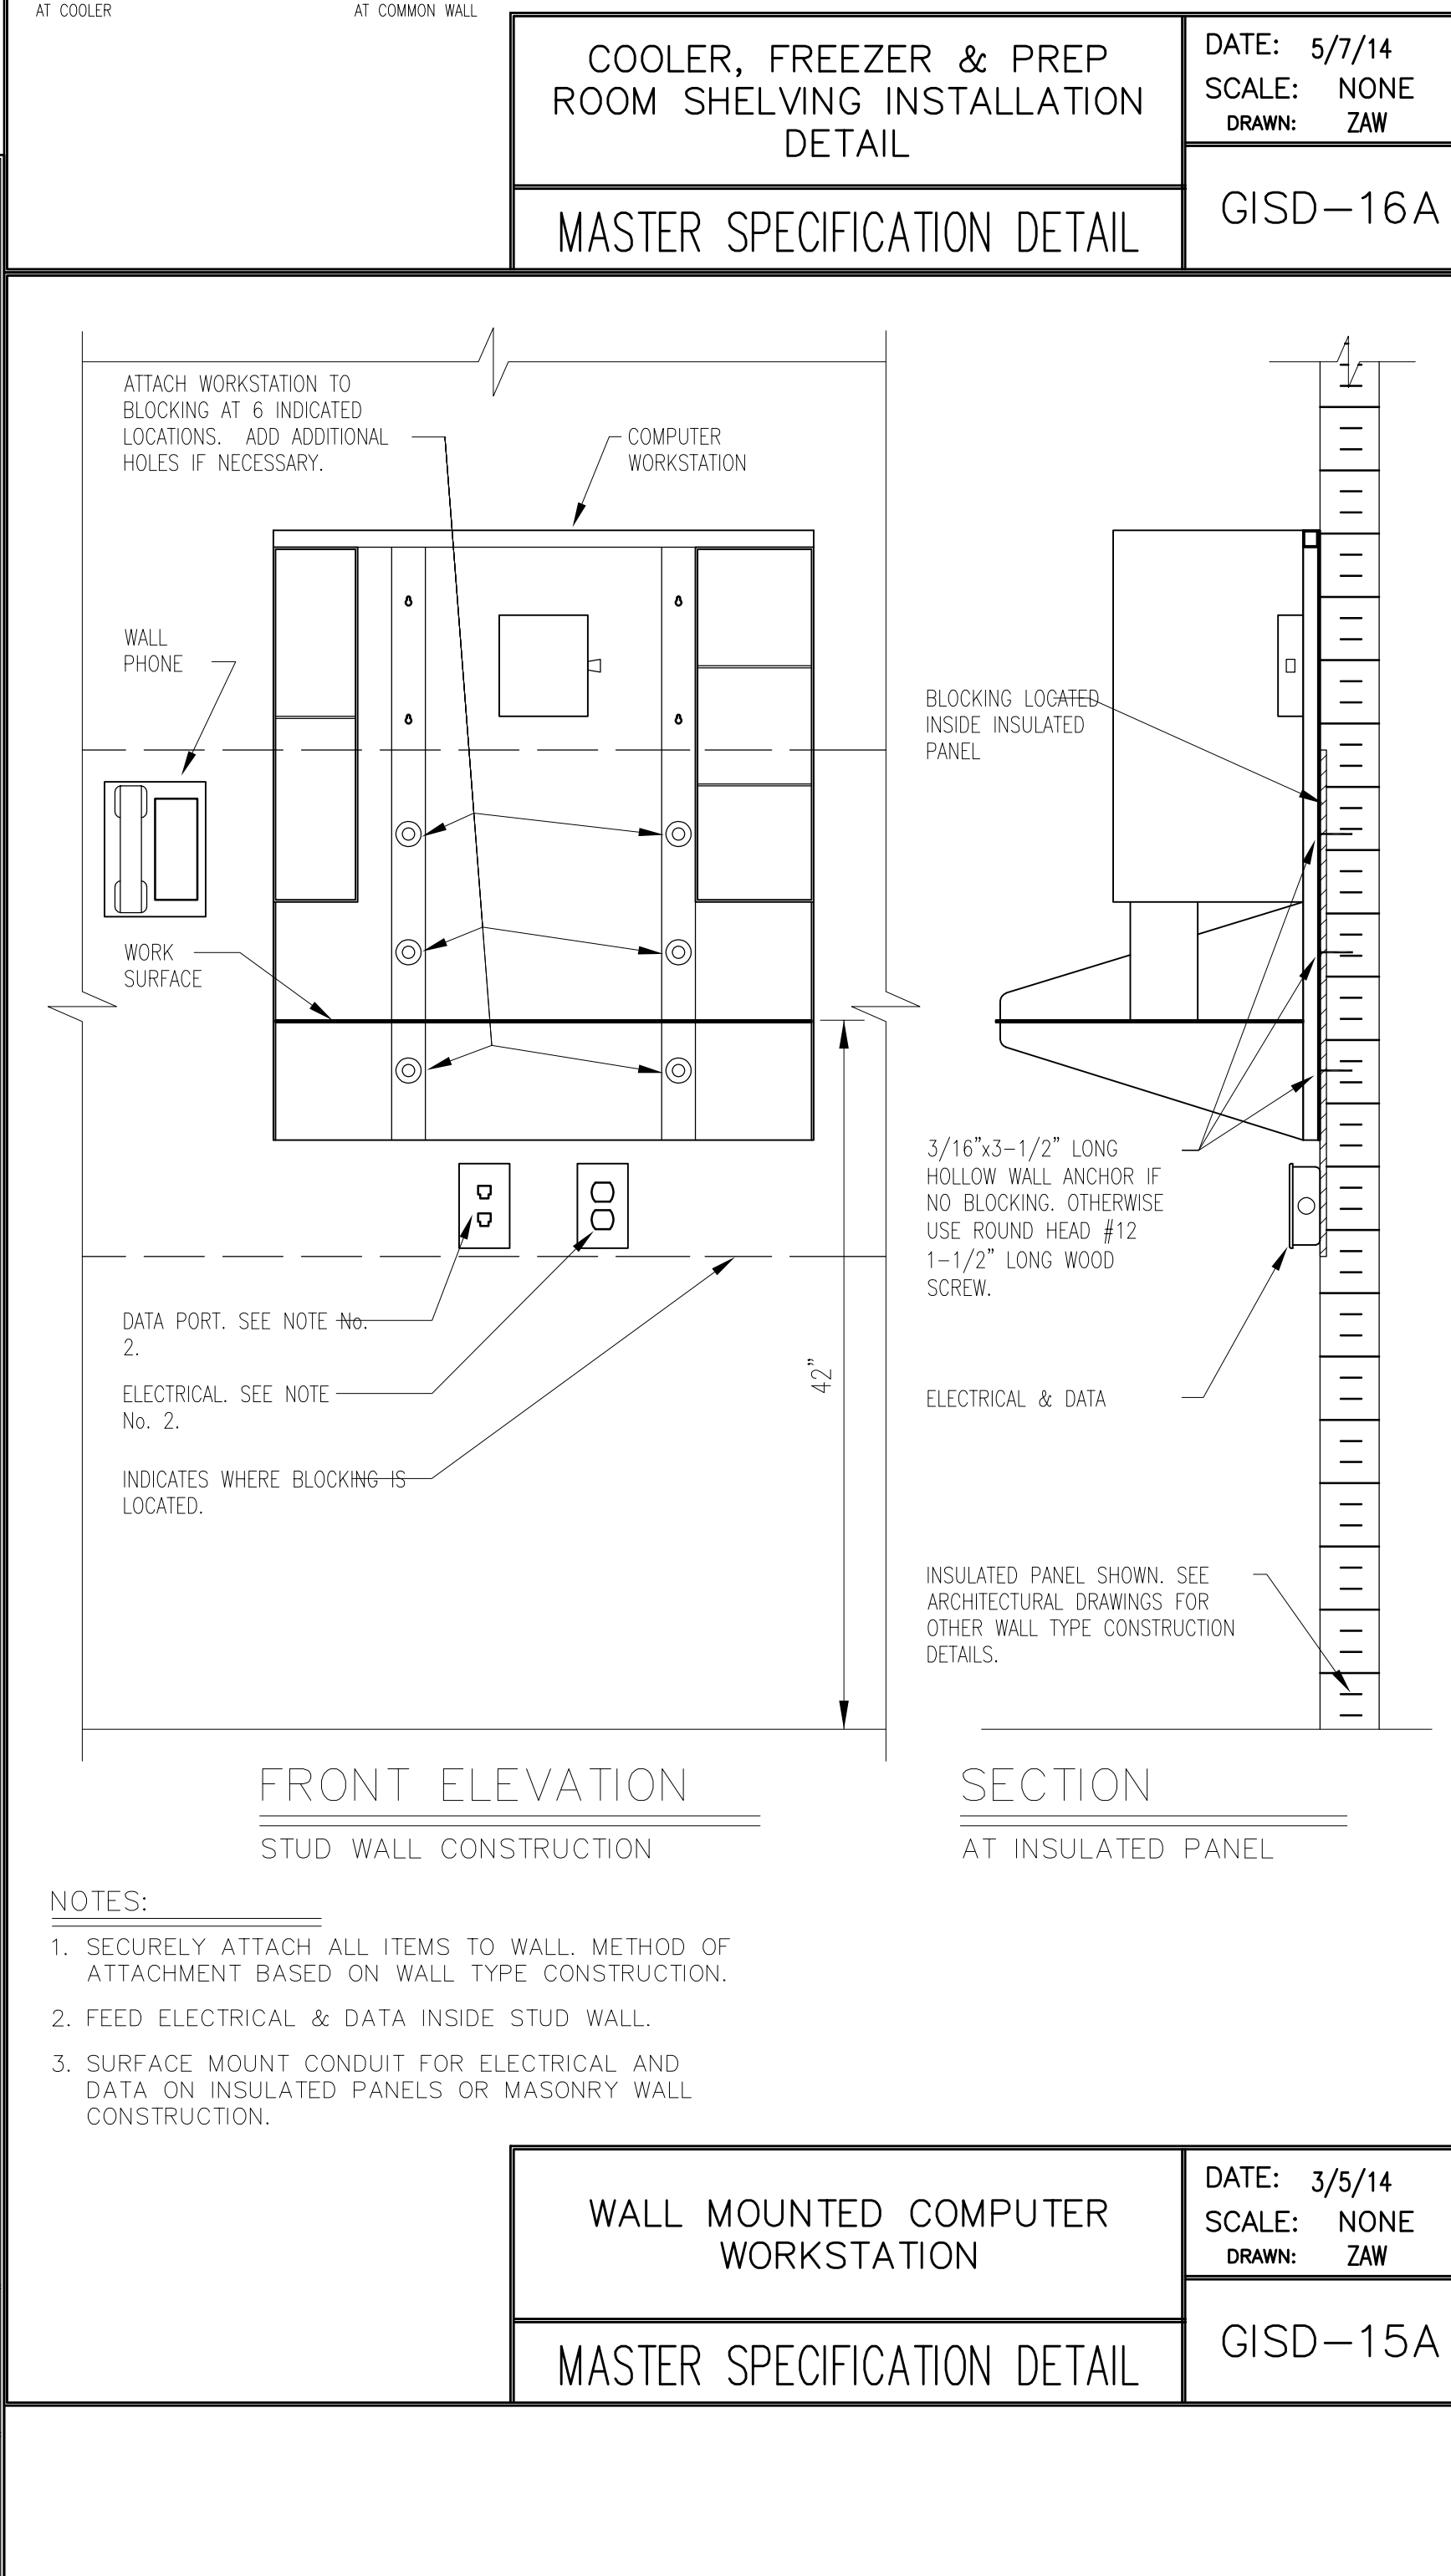 AT COOLER
AT COMMON WALL
COOLER, FREEZER & PREP
ROOM SHELVING INSTALLATION
DETAIL
MASTER SPECIFICATION DETAIL
DATE: 5/7/14
SCALE: NONE
DRAWN: ZAW
GISD-16A
ATTACH WORKSTATION TO
BLOCKING AT 6 INDICATED
LOCATIONS. ADD ADDITIONAL
HOLES IF NECESSARY.
COMPUTER
WORKSTATION
WALL
PHONE
WORK
SURFACE
DATA PORT. SEE NOTE No.
2.
ELECTRICAL. SEE NOTE
No. 2.
INDICATES WHERE BLOCKING IS
LOCATED.
42"
BLOCKING LOCATED
INSIDE INSULATED
PANEL
3/16"x3-1/2" LONG
HOLLOW WALL ANCHOR IF
NO BLOCKING. OTHERWISE
USE ROUND HEAD #12
1-1/2" LONG WOOD
SCREW.
ELECTRICAL & DATA
INSULATED PANEL SHOWN. SEE
ARCHITECTURAL DRAWINGS FOR
OTHER WALL TYPE CONSTRUCTION
DETAILS.
FRONT ELEVATION
STUD WALL CONSTRUCTION
SECTION
AT INSULATED PANEL
NOTES:
1. SECURELY ATTACH ALL ITEMS TO WALL. METHOD OF
ATTACHMENT BASED ON WALL TYPE CONSTRUCTION.
2. FEED ELECTRICAL & DATA INSIDE STUD WALL.
3. SURFACE MOUNT CONDUIT FOR ELECTRICAL AND
DATA ON INSULATED PANELS OR MASONRY WALL
CONSTRUCTION.
WALL MOUNTED COMPUTER
WORKSTATION
MASTER SPECIFICATION DETAIL
DATE: 3/5/14
SCALE: NONE
DRAWN: ZAW
GISD-15A